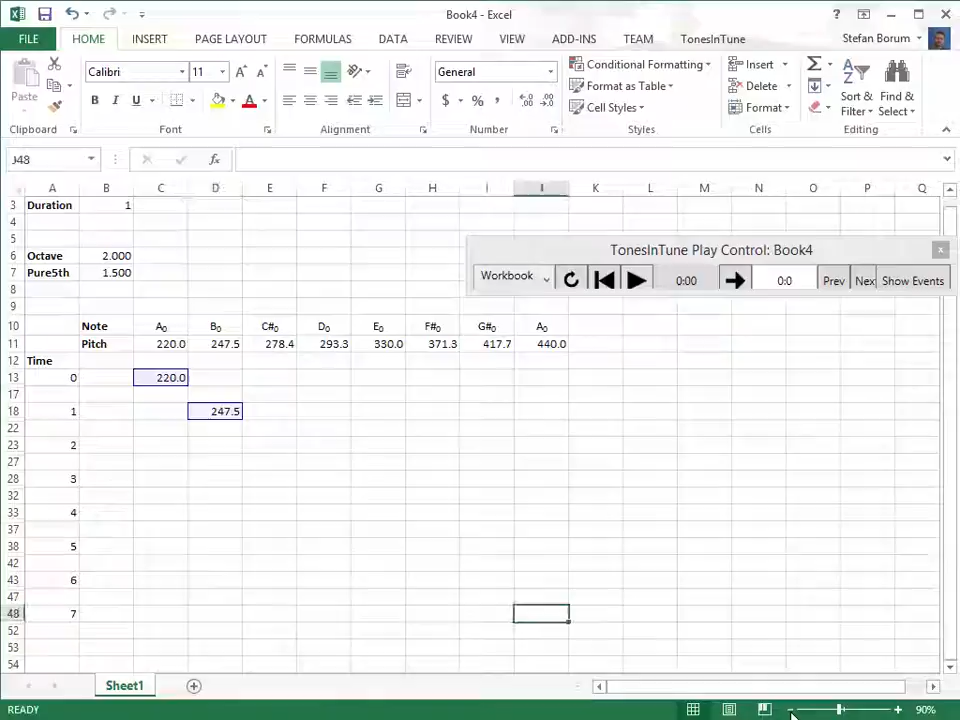 Book4 - Excel
FILE HOME INSERT PAGE LAYOUT FORMULAS DATA REVIEW VIEW ADD-INS TEAM TonesInTune Stefan Borum
Paste Calibri 11 General Conditional Formatting Insert
B I U $ % Format as Table Delete Sort & Find &
Cell Styles Format Filter Select
Clipboard Font Alignment Number Styles Cells Editing
J48 fx
A B C D E F G H I K L M N O P Q
3 Duration 1
4
5
TonesInTune Play Control: Book4 x
6 Octave 2.000
7 Pure5th 1.500
Workbook 0:00 0:0 Prev Nex Show Events
8
9
10 Note A₀ B₀ C#₀ D₀ E₀ F#₀ G#₀ A₀
11 Pitch 220.0 247.5 278.4 293.3 330.0 371.3 417.7 440.0
12 Time
13 0 220.0
17
18 1 247.5
22
23 2
27
28 3
32
33 4
37
38 5
42
43 6
47
48 7
52
53
54
Sheet1
READY 90%